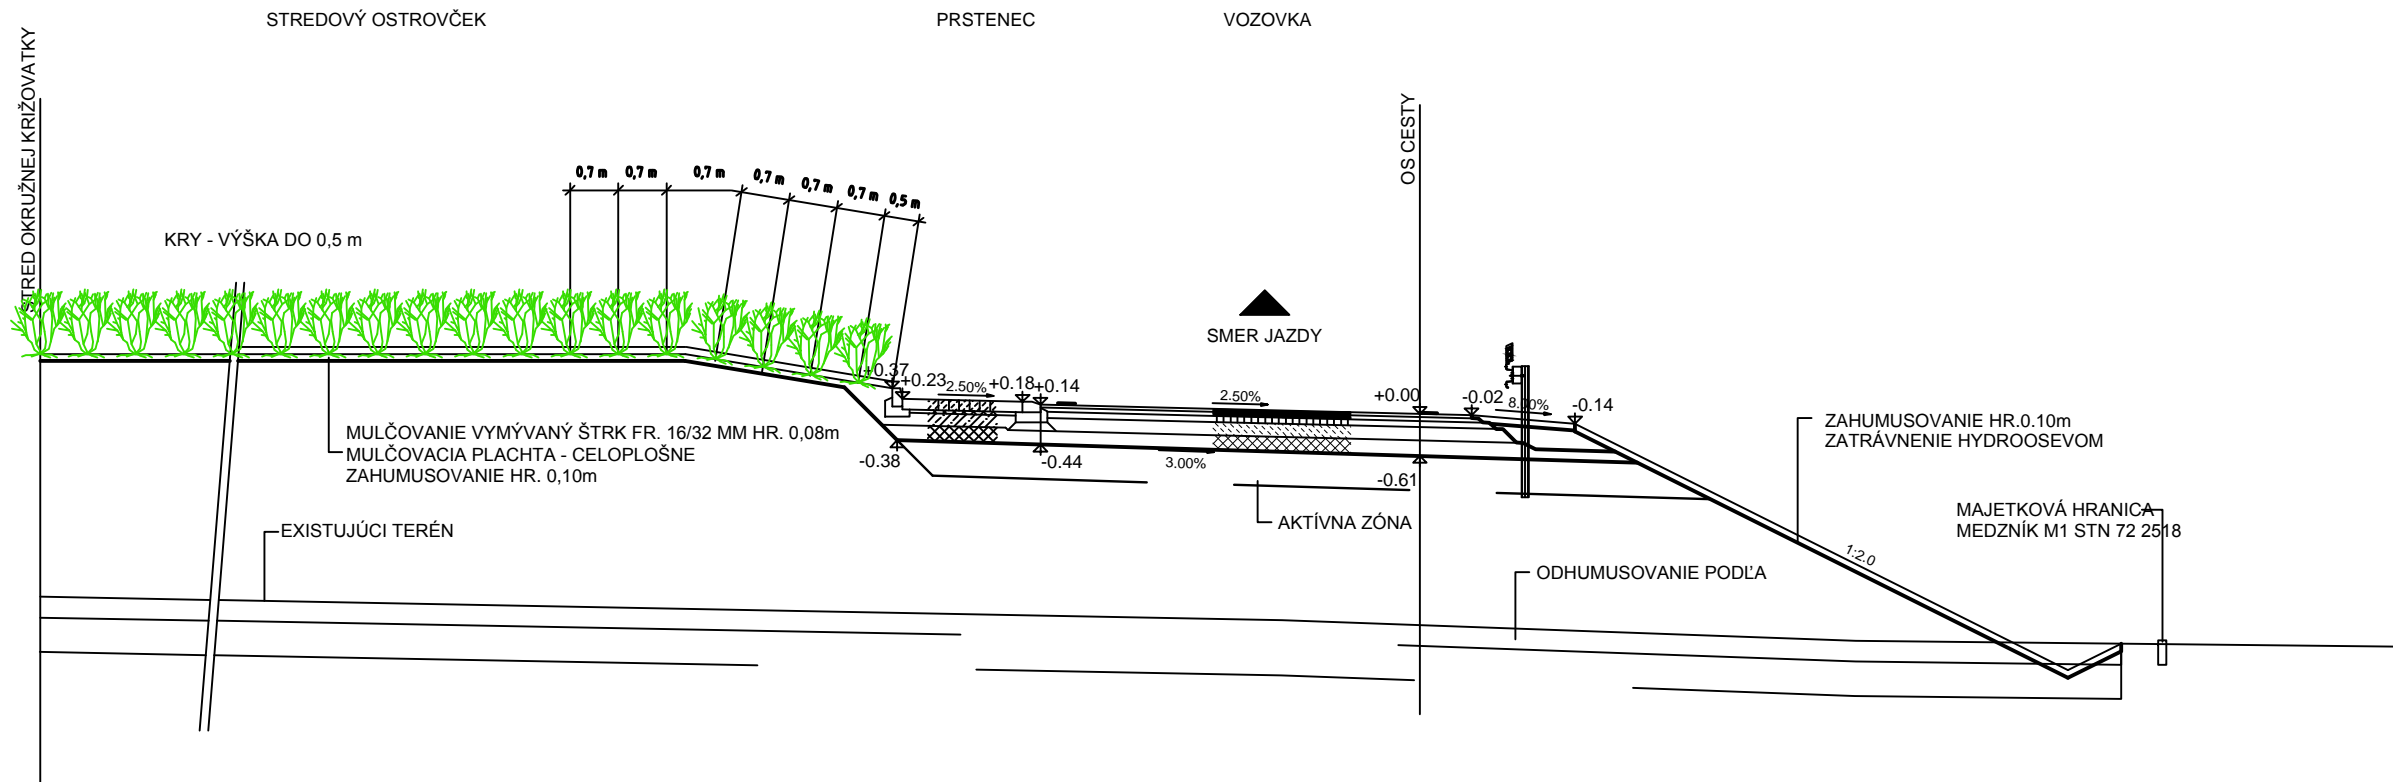 STREDOVÝ OSTROVČEK
PRSTENEC
VOZOVKA
STRED OKRUŽNEJ KRIŽOVATKY
OS CESTY
0,7 m
0,7 m
0,7 m
0,7 m
0,7 m
0,7 m
0,5 m
KRY - VÝŠKA DO 0,5 m
SMER JAZDY
+0.37
+0.23
2.50%
+0.18
+0.14
2.50%
+0.00
-0.02
-0.14
ZAHUMUSOVANIE HR.0.10m
ZATRÁVNENIE HYDROOSEVOM
MULČOVANIE VYMÝVANÝ ŠTRK FR. 16/32 MM HR. 0,08m
MULČOVACIA PLACHTA - CELOPLOŠNE
ZAHUMUSOVANIE HR. 0,10m
-0.38
-0.44
3.00%
-0.61
AKTÍVNA ZÓNA
EXISTUJÚCI TERÉN
MAJETKOVÁ HRANICA
MEDZNÍK M1 STN 72 2518
1:2.0
ODHUMUSOVANIE PODĽA